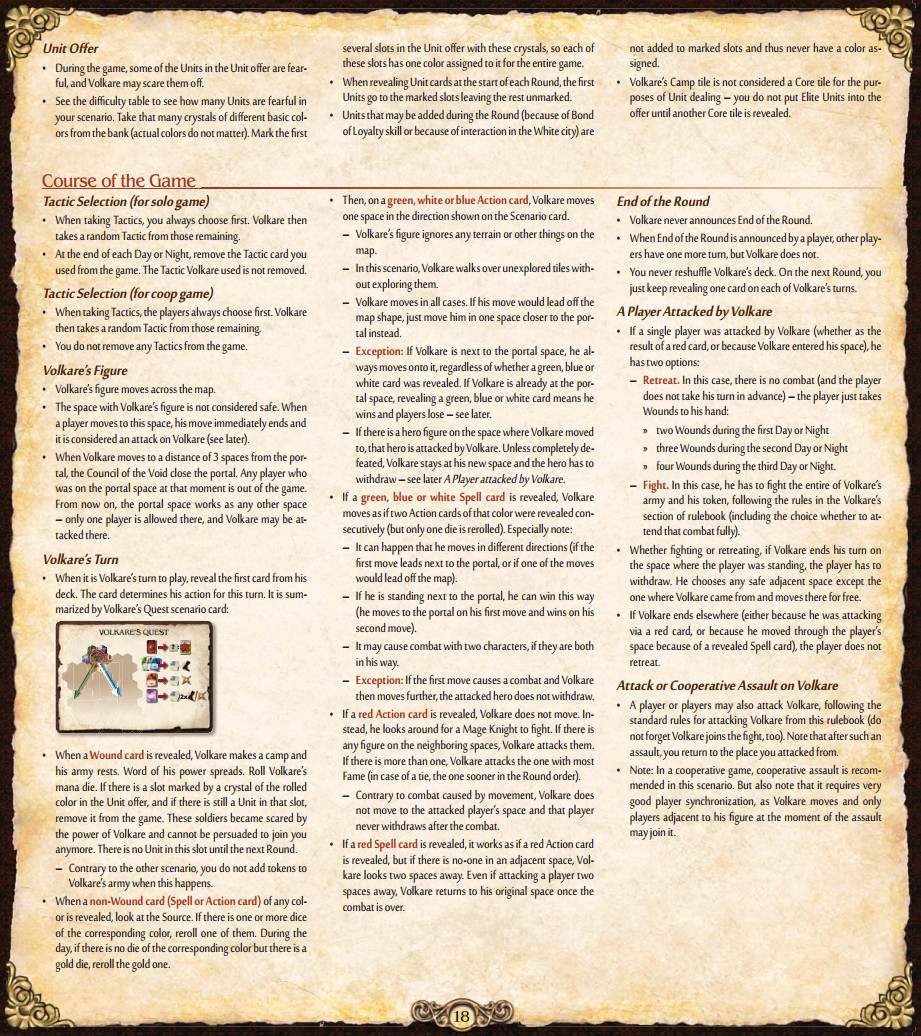 Unit Offer
• During the game, some of the Units in the Unit offer are fear-
ful, and Volkare may scare them off.
• See the difficulty table to see how many Units are fearful in
your scenario. Take that many crystals of different basic col-
ors from the bank (actual colors do not matter). Mark the first
several slots in the Unit offer with these crystals, so each of
these slots has one color assigned to it for the entire game.
• When revealing Unit cards at the start of each Round, the first
Units go to the marked slots leaving the rest unmarked.
• Units that may be added during the Round (because of Bond
of Loyalty skill or because of interaction in the White city) are
not added to marked slots and thus never have a color as-
signed.
• Volkare's Camp tile is not considered a Core tile for the pur-
poses of Unit dealing – you do not put Elite Units into the
offer until another Core tile is revealed.
Course of the Game
Tactic Selection (for solo game)
• When taking Tactics, you always choose first. Volkare then
takes a random Tactic from those remaining.
• At the end of each Day or Night, remove the Tactic card you
used from the game. The Tactic Volkare used is not removed.
Tactic Selection (for coop game)
• When taking Tactics, the players always choose first. Volkare
then takes a random Tactic from those remaining.
• You do not remove any Tactics from the game.
Volkare's Figure
• Volkare's figure moves across the map.
• The space with Volkare's figure is not considered safe. When
a player moves to this space, his move immediately ends and
it is considered an attack on Volkare (see later).
• When Volkare moves to a distance of 3 spaces from the por-
tal, the Council of the Void close the portal. Any player who
was on the portal space at that moment is out of the game.
From now on, the portal space works as any other space
– only one player is allowed there, and Volkare may be at-
tacked there.
Volkare's Turn
• When it is Volkare's turn to play, reveal the first card from his
deck. The card determines his action for this turn. It is sum-
marized by Volkare's Quest scenario card:
VOLKARE'S QUEST
• When a Wound card is revealed, Volkare makes a camp and
his army rests. Word of his power spreads. Roll Volkare's
mana die. If there is a slot marked by a crystal of the rolled
color in the Unit offer, and if there is still a Unit in that slot,
remove it from the game. These soldiers became scared by
the power of Volkare and cannot be persuaded to join you
anymore. There is no Unit in this slot until the next Round.
– Contrary to the other scenario, you do not add tokens to
Volkare's army when this happens.
• When a non-Wound card (Spell or Action card) of any col-
or is revealed, look at the Source. If there is one or more dice
of the corresponding color, reroll one of them. During the
day, if there is no die of the corresponding color but there is a
gold die, reroll the gold one.
• Then, on a green, white or blue Action card, Volkare moves
one space in the direction shown on the Scenario card.
– Volkare's figure ignores any terrain or other things on the
map.
– In this scenario, Volkare walks over unexplored tiles with-
out exploring them.
– Volkare moves in all cases. If his move would lead off the
map shape, just move him in one space closer to the por-
tal instead.
– Exception: If Volkare is next to the portal space, he al-
ways moves onto it, regardless of whether a green, blue or
white card was revealed. If Volkare is already at the por-
tal space, revealing a green, blue or white card means he
wins and players lose – see later.
– If there is a hero figure on the space where Volkare moved
to, that hero is attacked by Volkare. Unless completely de-
feated, Volkare stays at his new space and the hero has to
withdraw – see later A Player attacked by Volkare.
• If a green, blue or white Spell card is revealed, Volkare
moves as if two Action cards of that color were revealed con-
secutively (but only one die is rerolled). Especially note:
– It can happen that he moves in different directions (if the
first move leads next to the portal, or if one of the moves
would lead off the map).
– If he is standing next to the portal, he can win this way
(he moves to the portal on his first move and wins on his
second move).
– It may cause combat with two characters, if they are both
in his way.
– Exception: If the first move causes a combat and Volkare
then moves further, the attacked hero does not withdraw.
• If a red Action card is revealed, Volkare does not move. In-
stead, he looks around for a Mage Knight to fight. If there is
any figure on the neighboring spaces, Volkare attacks them.
If there is more than one, Volkare attacks the one with most
Fame (in case of a tie, the one sooner in the Round order).
– Contrary to combat caused by movement, Volkare does
not move to the attacked player's space and that player
never withdraws after the combat.
• If a red Spell card is revealed, it works as if a red Action card
is revealed, but if there is no-one in an adjacent space, Vol-
kare looks two spaces away. Even if attacking a player two
spaces away, Volkare returns to his original space once the
combat is over.
End of the Round
• Volkare never announces End of the Round.
• When End of the Round is announced by a player, other play-
ers have one more turn, but Volkare does not.
• You never reshuffle Volkare's deck. On the next Round, you
just keep revealing one card on each of Volkare's turns.
A Player Attacked by Volkare
• If a single player was attacked by Volkare (whether as the
result of a red card, or because Volkare entered his space), he
has two options:
– Retreat. In this case, there is no combat (and the player
does not take his turn in advance) – the player just takes
Wounds to his hand:
» two Wounds during the first Day or Night
» three Wounds during the second Day or Night
» four Wounds during the third Day or Night.
– Fight. In this case, he has to fight the entire of Volkare's
army and his token, following the rules in the Volkare's
section of rulebook (including the choice whether to at-
tend that combat fully).
• Whether fighting or retreating, if Volkare ends his turn on
the space where the player was standing, the player has to
withdraw. He chooses any safe adjacent space except the
one where Volkare came from and moves there for free.
• If Volkare ends elsewhere (either because he was attacking
via a red card, or because he moved through the player's
space because of a revealed Spell card), the player does not
retreat.
Attack or Cooperative Assault on Volkare
• A player or players may also attack Volkare, following the
standard rules for attacking Volkare from this rulebook (do
not forget Volkare joins the fight, too). Note that after such an
assault, you return to the place you attacked from.
• Note: In a cooperative game, cooperative assault is recom-
mended in this scenario. But also note that it requires very
good player synchronization, as Volkare moves and only
players adjacent to his figure at the moment of the assault
may join it.
18